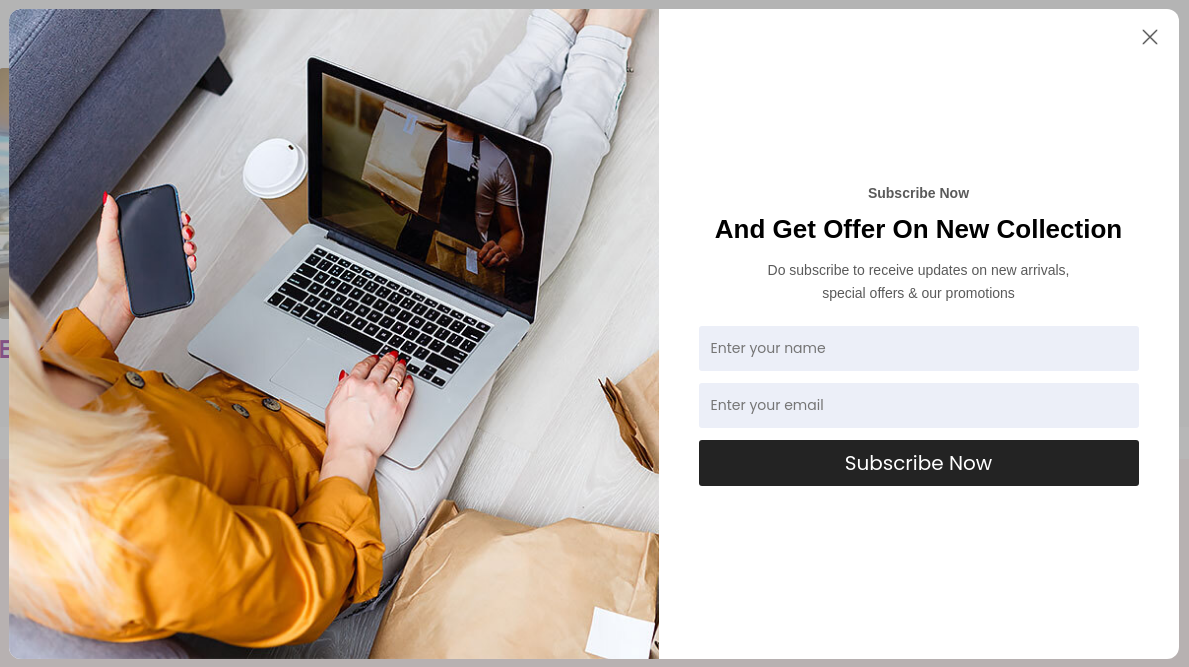 Subscribe Now
And Get Offer On New Collection
Do subscribe to receive updates on new arrivals,
special offers & our promotions
Enter your name
Enter your email
Subscribe Now